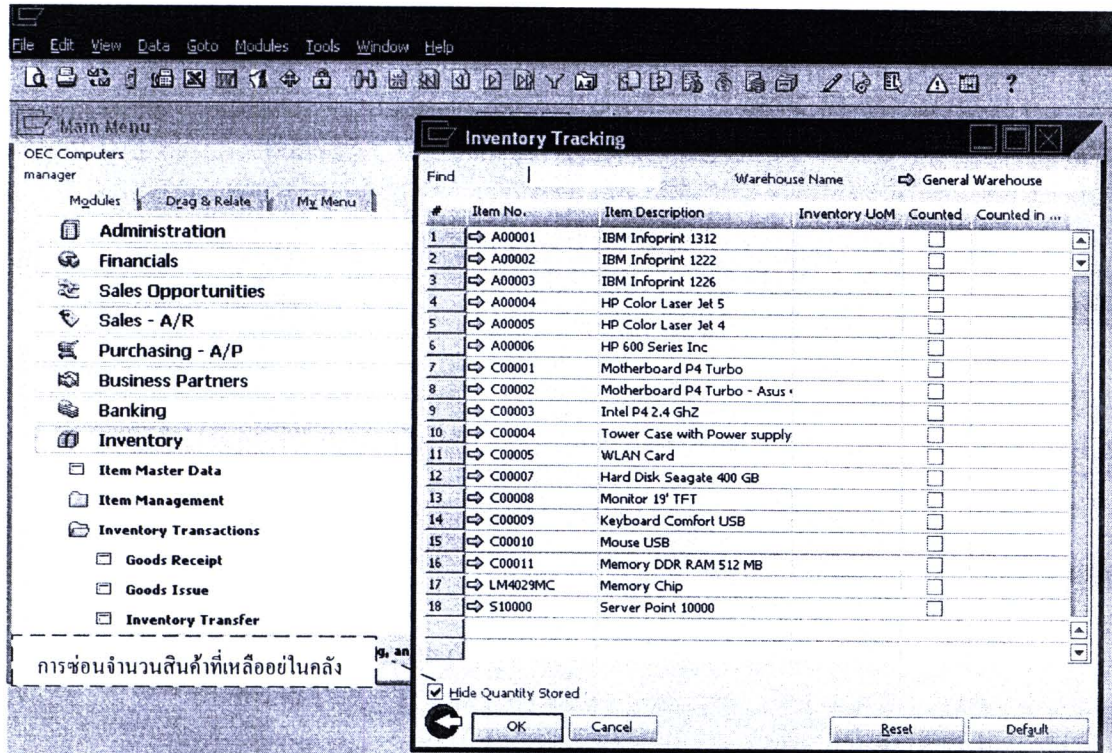 File Edit View Data Goto Modules Tools Window Help
Main Menu
OEC Computers
manager
Modules Drag & Relate My Menu
Administration
Financials
Sales Opportunities
Sales - A/R
Purchasing - A/P
Business Partners
Banking
Inventory
Item Master Data
Item Management
Inventory Transactions
Goods Receipt
Goods Issue
Inventory Transfer
g, an
การซ่อนจำนวนสินค้าที่เหลืออยู่ในคลัง
Inventory Tracking
Find Warehouse Name General Warehouse
# Item No. Item Description Inventory UoM Counted Counted in ...
1 A00001 IBM Infoprint 1312
2 A00002 IBM Infoprint 1222
3 A00003 IBM Infoprint 1226
4 A00004 HP Color Laser Jet 5
5 A00005 HP Color Laser Jet 4
6 A00006 HP 600 Series Inc
7 C00001 Motherboard P4 Turbo
8 C00002 Motherboard P4 Turbo - Asus
9 C00003 Intel P4 2.4 GhZ
10 C00004 Tower Case with Power supply
11 C00005 WLAN Card
12 C00007 Hard Disk Seagate 400 GB
13 C00008 Monitor 19' TFT
14 C00009 Keyboard Comfort USB
15 C00010 Mouse USB
16 C00011 Memory DDR RAM 512 MB
17 LM4029MC Memory Chip
18 S10000 Server Point 10000
Hide Quantity Stored
OK Cancel Reset Default